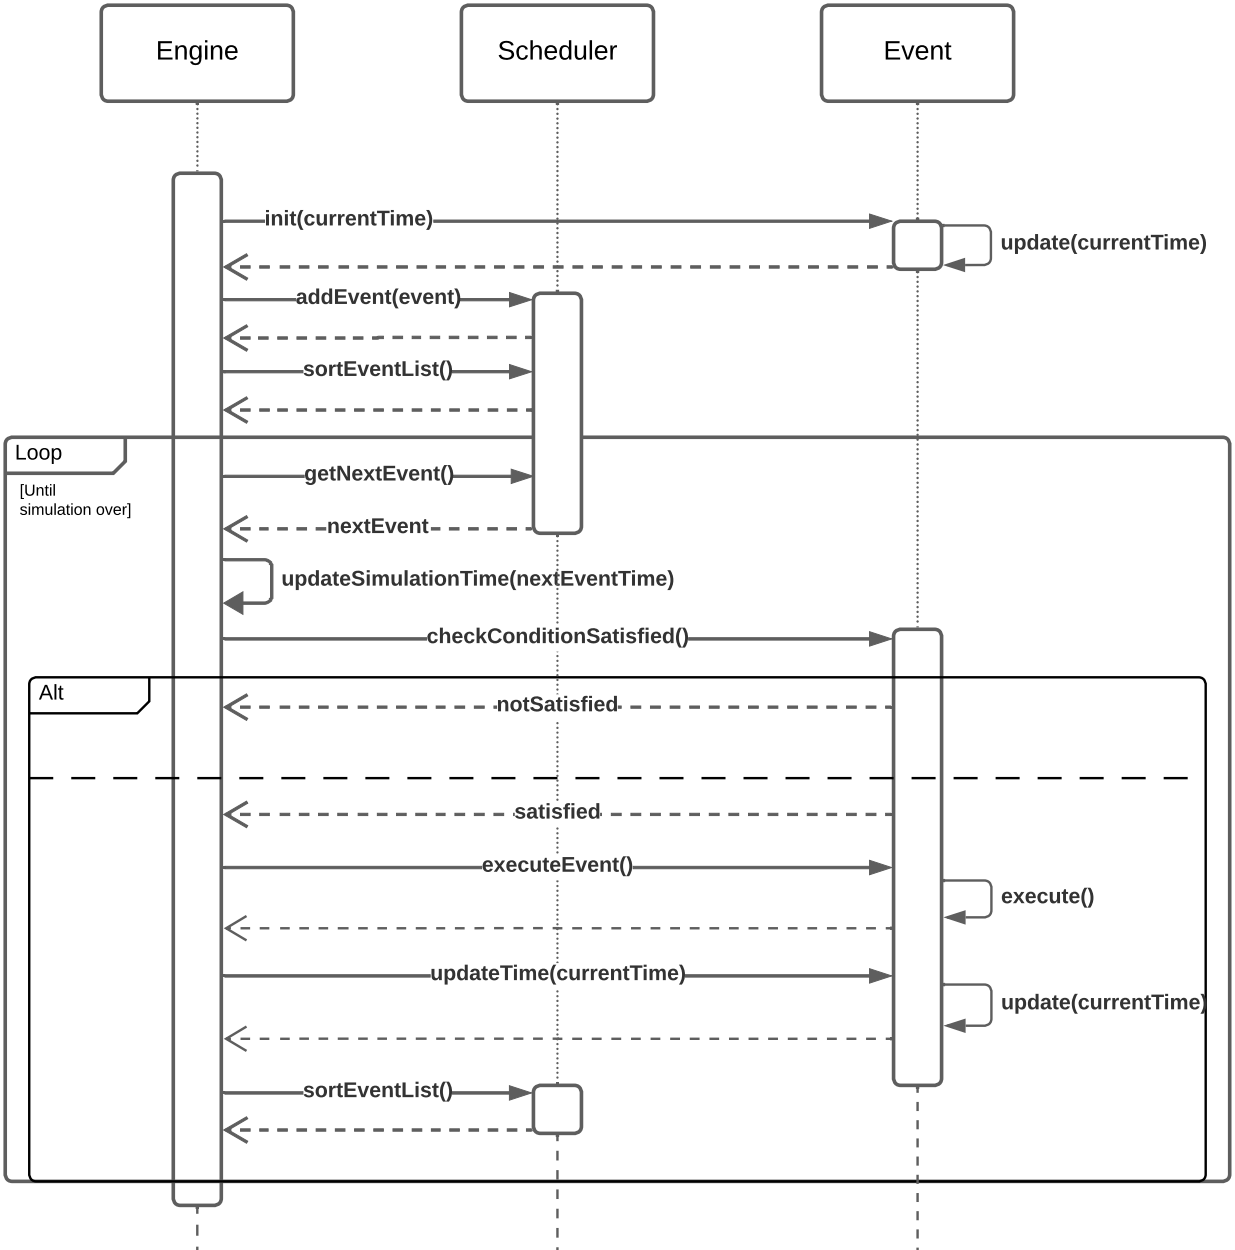 Engine
Scheduler
Event
init(currentTime)
update(currentTime)
addEvent(event)
sortEventList()
Loop
[Until
simulation over]
getNextEvent()
nextEvent
updateSimulationTime(nextEventTime)
checkConditionSatisfied()
Alt
notSatisfied
satisfied
executeEvent()
execute()
updateTime(currentTime)
update(currentTime)
sortEventList()